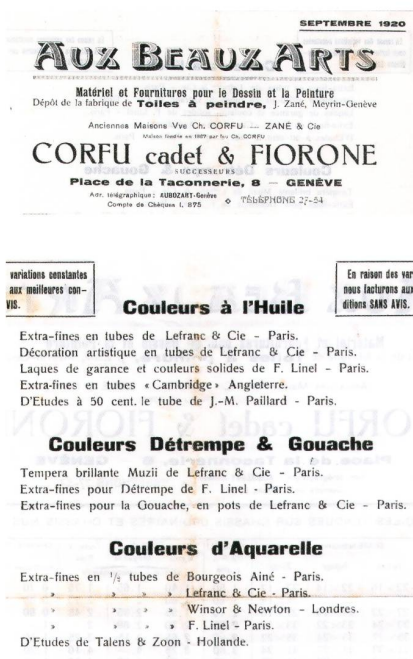 SEPTEMBRE 1920
AUX BEAUX ARTS
Matériel et Fournitures pour le Dessin et la Peinture
Dépôt de la fabrique de Toiles à peindre, J. Zané, Meyrin-Genève
Anciennes Maisons Vve Ch. CORFU — ZANÉ & Cie
Maison fondée en 1827 par feu Ch. CORFU
CORFU cadet & FIORONE
SUCCESSEURS
Place de la Taconnerie, 8 — GENÈVE
Adr. télégraphique: AUBOZART-Genève
Compte de Chèques I. 875
TÉLÉPHONE 27-54
variations constantes
aux meilleures con-
VIS.
En raison des var
nous facturons aux
ditions SANS AVIS.
Couleurs à l'Huile
Extra-fines en tubes de Lefranc & Cie - Paris.
Décoration artistique en tubes de Lefranc & Cie - Paris.
Laques de garance et couleurs solides de F. Linel - Paris.
Extra-fines en tubes « Cambridge » Angleterre.
D'Etudes à 50 cent. le tube de J.-M. Paillard - Paris.
Couleurs Détrempe & Gouache
Tempera brillante Muzii de Lefranc & Cie - Paris.
Extra-fines pour Détrempe de F. Linel - Paris.
Extra-fines pour la Gouache, en pots de Lefranc & Cie - Paris.
Couleurs d'Aquarelle
Extra-fines en ½ tubes de Bourgeois Ainé - Paris.
» » » » Lefranc & Cie - Paris.
» » » » Winsor & Newton - Londres.
» » » » F. Linel - Paris.
D'Etudes de Talens & Zoon - Hollande.